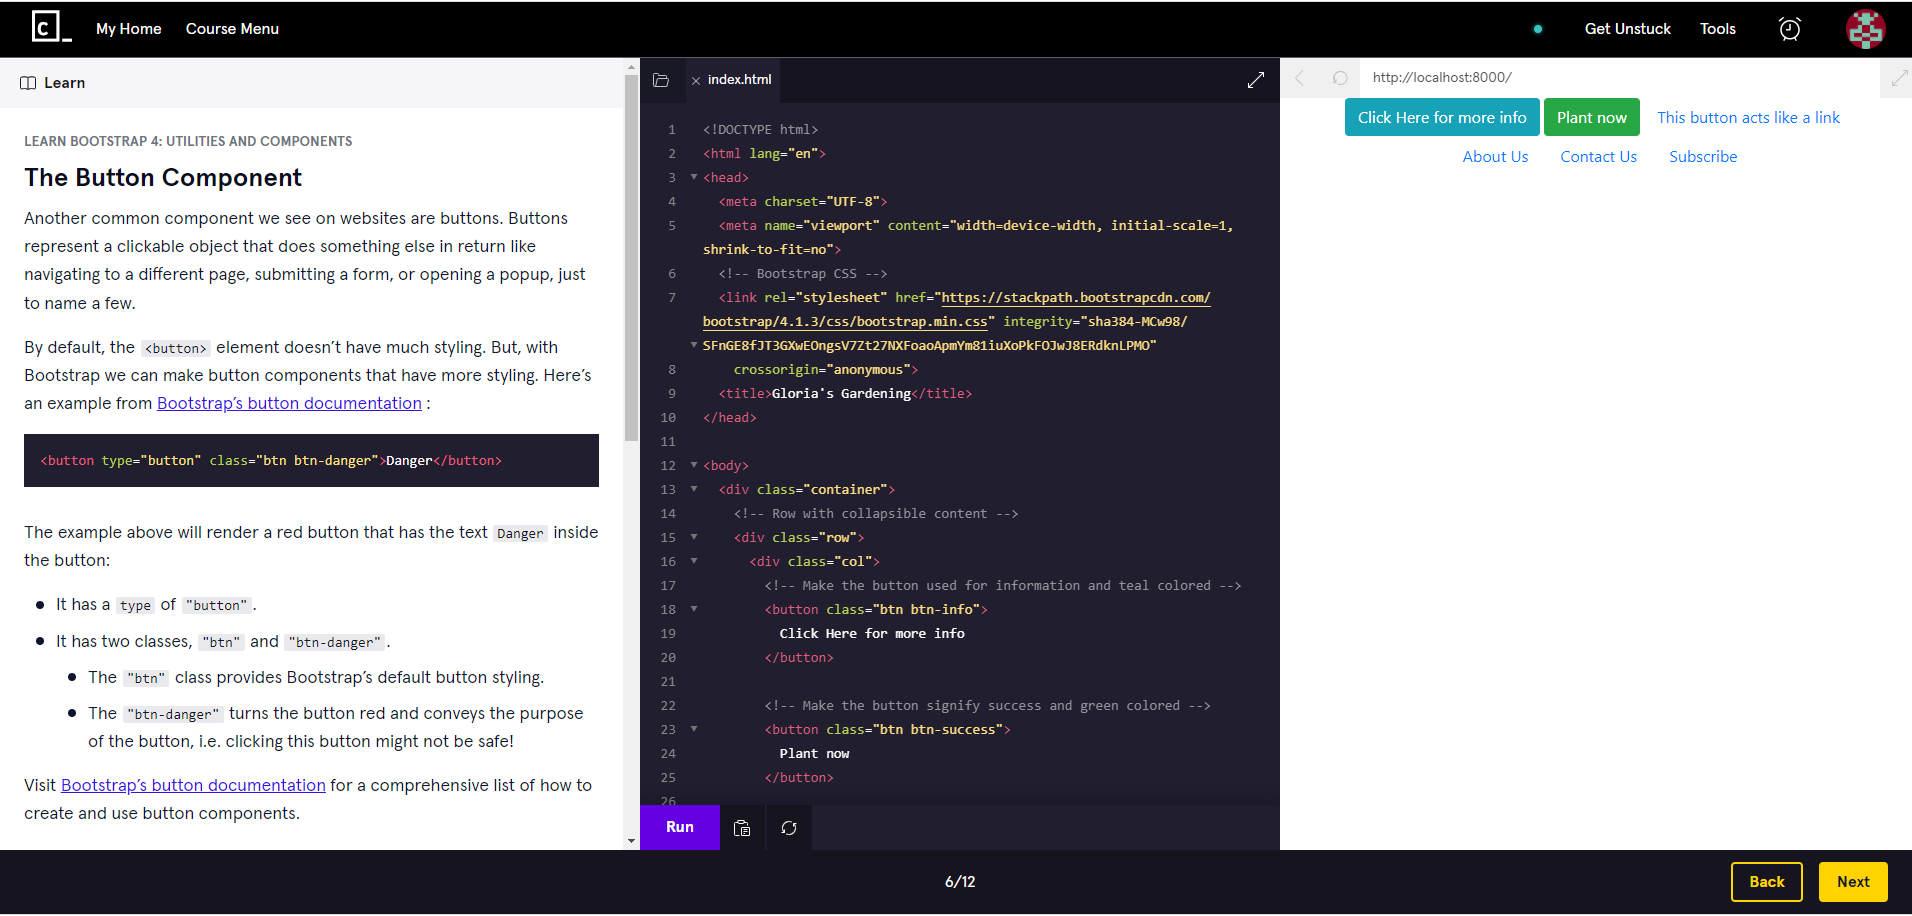 My Home
Course Menu
Get Unstuck
Tools
Learn
LEARN BOOTSTRAP 4: UTILITIES AND COMPONENTS
The Button Component
Another common component we see on websites are buttons. Buttons
represent a clickable object that does something else in return like
navigating to a different page, submitting a form, or opening a popup, just
to name a few.
By default, the <button> element doesn’t have much styling. But, with
Bootstrap we can make button components that have more styling. Here’s
an example from Bootstrap’s button documentation :
<button type="button" class="btn btn-danger">Danger</button>
The example above will render a red button that has the text Danger inside
the button:
It has a type of "button".
It has two classes, "btn" and "btn-danger".
The "btn" class provides Bootstrap’s default button styling.
The "btn-danger" turns the button red and conveys the purpose
of the button, i.e. clicking this button might not be safe!
Visit Bootstrap’s button documentation for a comprehensive list of how to
create and use button components.
index.html
1 <!DOCTYPE html>
2 <html lang="en">
3 <head>
4 <meta charset="UTF-8">
5 <meta name="viewport" content="width=device-width, initial-scale=1,
shrink-to-fit=no">
6 <!-- Bootstrap CSS -->
7 <link rel="stylesheet" href="https://stackpath.bootstrapcdn.com/
bootstrap/4.1.3/css/bootstrap.min.css" integrity="sha384-MCw98/
SFnGE8fJT3GXwEOngsV7Zt27NXFoaoApmYm81iuXoPkFOJwJ8ERdknLPMO"
8 crossorigin="anonymous">
9 <title>Gloria's Gardening</title>
10 </head>
11
12 <body>
13 <div class="container">
14 <!-- Row with collapsible content -->
15 <div class="row">
16 <div class="col">
17 <!-- Make the button used for information and teal colored -->
18 <button class="btn btn-info">
19 Click Here for more info
20 </button>
21
22 <!-- Make the button signify success and green colored -->
23 <button class="btn btn-success">
24 Plant now
25 </button>
26
Run
http://localhost:8000/
Click Here for more info
Plant now
This button acts like a link
About Us
Contact Us
Subscribe
6/12
Back
Next